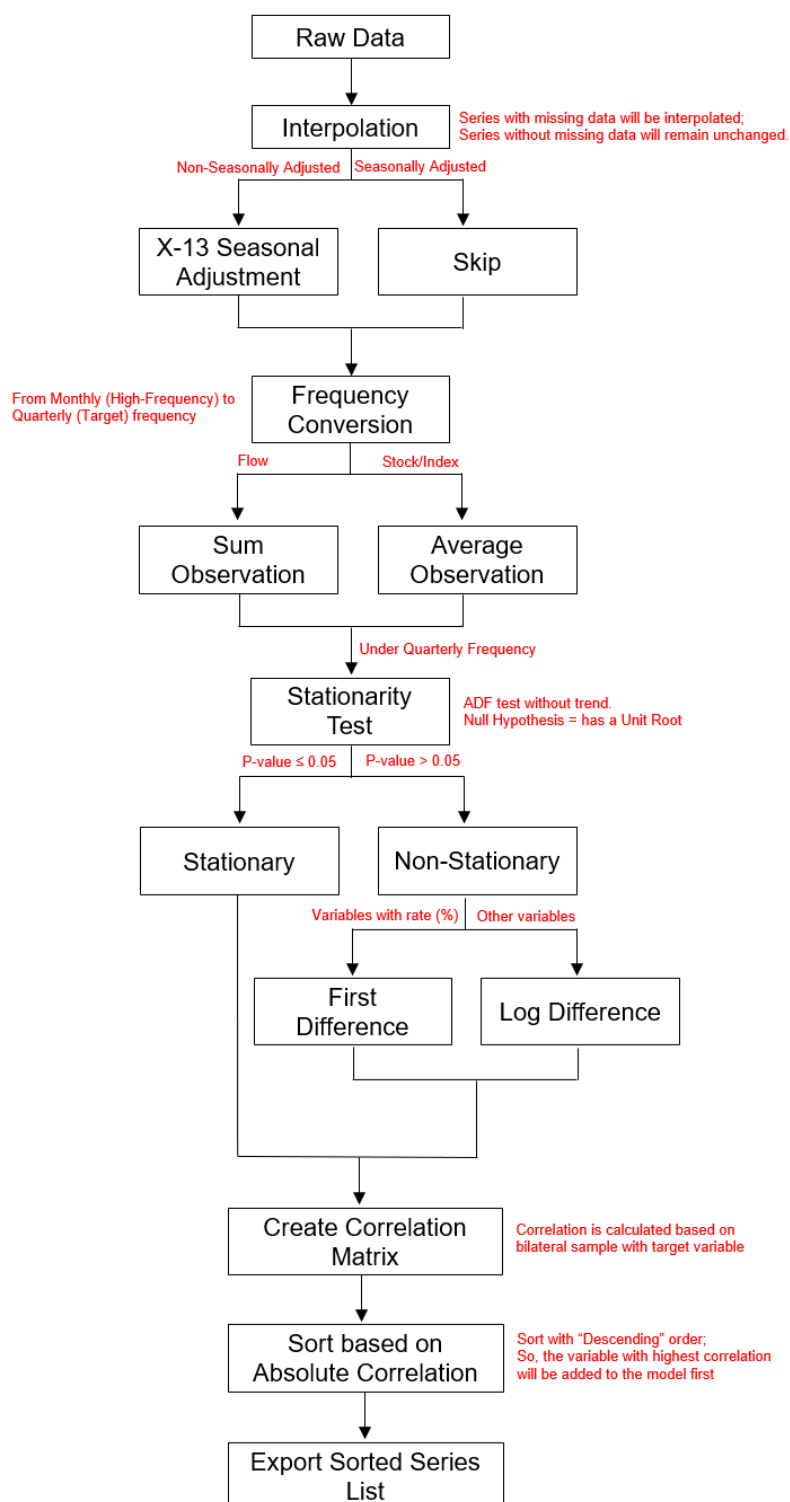 Raw Data
Interpolation
Series with missing data will be interpolated;
Series without missing data will remain unchanged.
Non-Seasonally Adjusted
Seasonally Adjusted
X-13 Seasonal
Adjustment
Skip
From Monthly (High-Frequency) to
Quarterly (Target) frequency
Frequency
Conversion
Flow
Stock/Index
Sum
Observation
Average
Observation
Under Quarterly Frequency
Stationarity
Test
ADF test without trend.
Null Hypothesis = has a Unit Root
P-value ≤ 0.05
P-value > 0.05
Stationary
Non-Stationary
Variables with rate (%)
Other variables
First
Difference
Log Difference
Create Correlation
Matrix
Correlation is calculated based on
bilateral sample with target variable
Sort based on
Absolute Correlation
Sort with “Descending” order;
So, the variable with highest correlation
will be added to the model first
Export Sorted Series
List